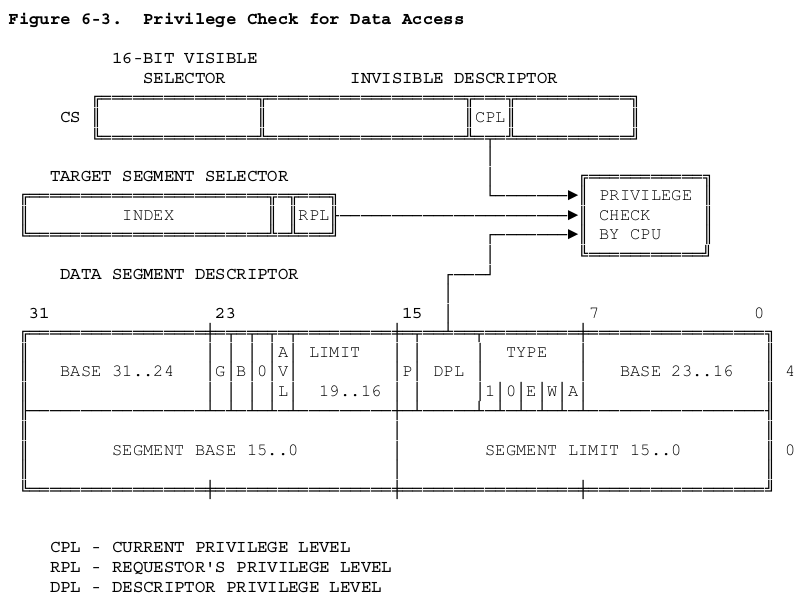 Figure 6-3.  Privilege Check for Data Access
16-BIT VISIBLE
SELECTOR INVISIBLE DESCRIPTOR
CS CPL
TARGET SEGMENT SELECTOR
PRIVILEGE
INDEX RPL CHECK
BY CPU
DATA SEGMENT DESCRIPTOR
31 23 15 7 0
A LIMIT TYPE
BASE 31..24 G B 0 V P DPL BASE 23..16 4
L 19..16 1 0 E W A
SEGMENT BASE 15..0 SEGMENT LIMIT 15..0 0
CPL - CURRENT PRIVILEGE LEVEL
RPL - REQUESTOR'S PRIVILEGE LEVEL
DPL - DESCRIPTOR PRIVILEGE LEVEL